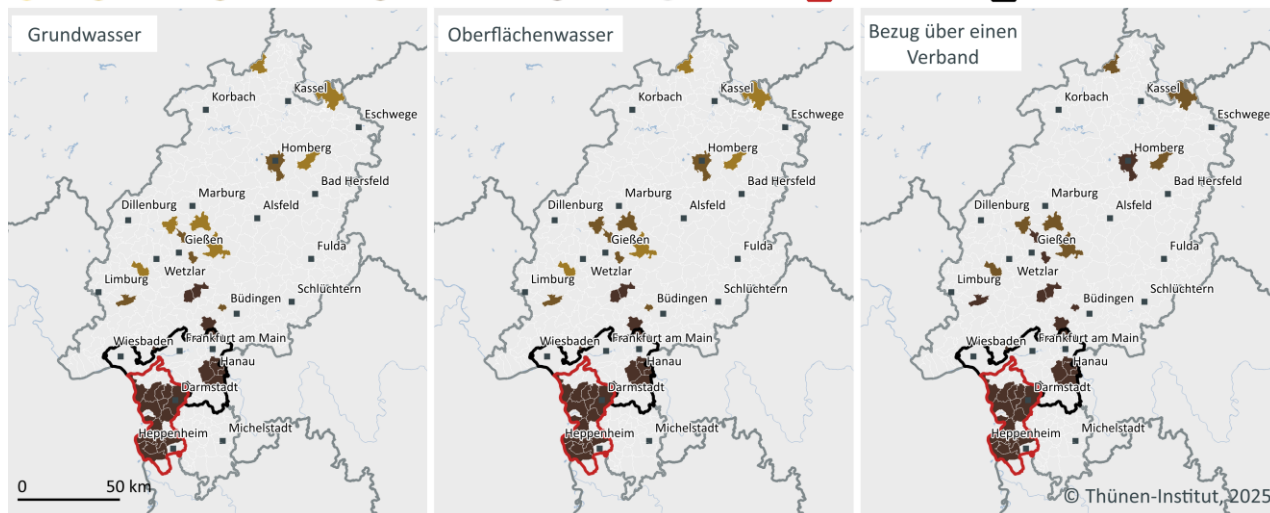 Grundwasser
Kassel
Korbach
Eschwege
Homberg
Bad Hersfeld
Marburg
Dillenburg
Alsfeld
Gießen
Fulda
Limburg
Wetzlar
Schlüchtern
Büdingen
Wiesbaden
Frankfurt am Main
Hanau
Darmstadt
Heppenheim
Michelstadt
0 50 km
Oberflächenwasser
Kassel
Korbach
Eschwege
Homberg
Bad Hersfeld
Marburg
Dillenburg
Alsfeld
Gießen
Fulda
Limburg
Wetzlar
Schlüchtern
Büdingen
Wiesbaden
Frankfurt am Main
Hanau
Darmstadt
Heppenheim
Michelstadt
Bezug über einen
Verband
Kassel
Korbach
Eschwege
Homberg
Bad Hersfeld
Marburg
Dillenburg
Alsfeld
Gießen
Fulda
Limburg
Wetzlar
Schlüchtern
Büdingen
Wiesbaden
Frankfurt am Main
Hanau
Darmstadt
Heppenheim
Michelstadt
© Thünen-Institut, 2025